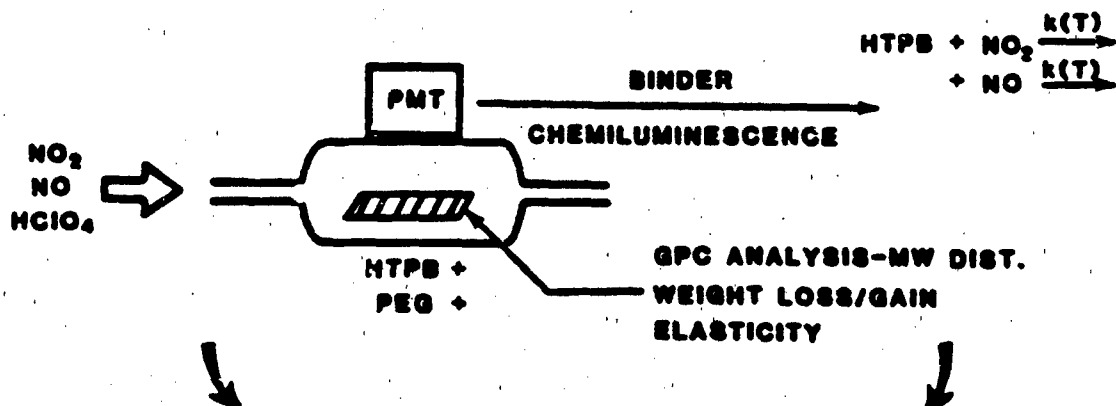 NO₂
NO
HClO₄
PMT
BINDER
CHEMILUMINESCENCE
HTPB + NO₂ k(T)
+ NO k(T)
HTPB +
PEG +
GPC ANALYSIS-MW DIST.
WEIGHT LOSS/GAIN
ELASTICITY